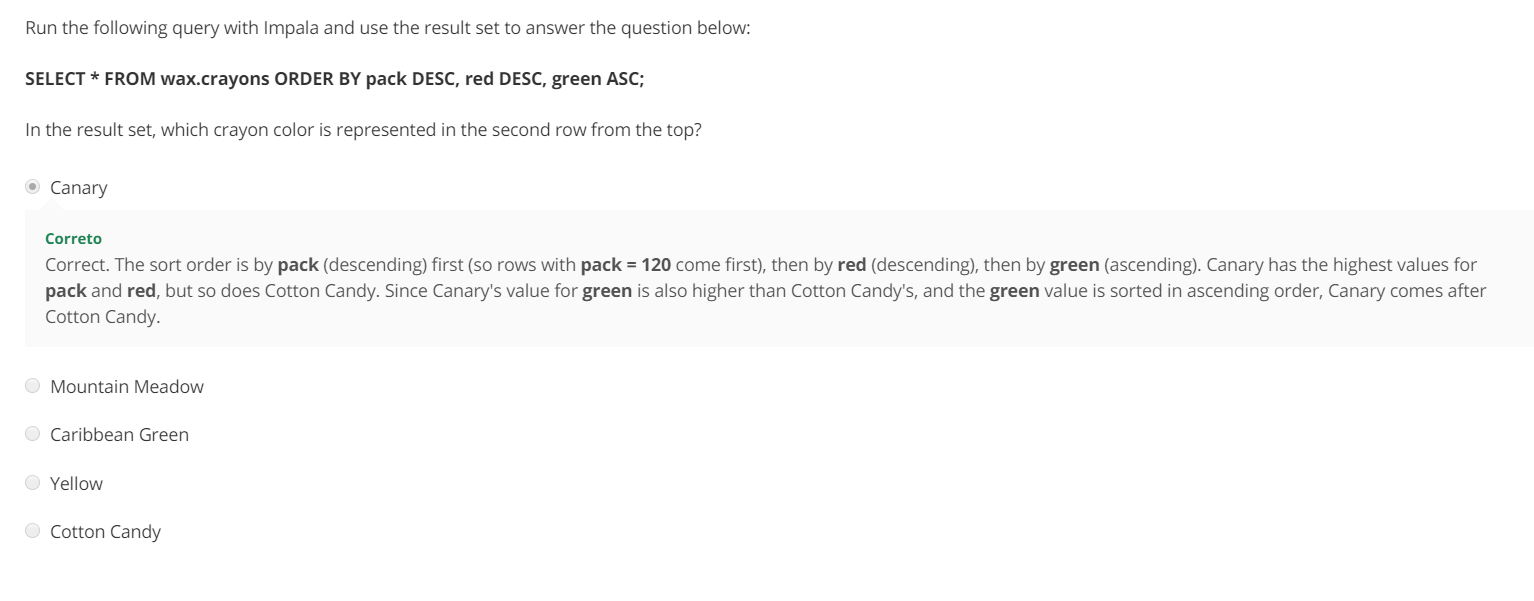 Run the following query with Impala and use the result set to answer the question below:
SELECT * FROM wax.crayons ORDER BY pack DESC, red DESC, green ASC;
In the result set, which crayon color is represented in the second row from the top?
Canary
Correto
Correct. The sort order is by pack (descending) first (so rows with pack = 120 come first), then by red (descending), then by green (ascending). Canary has the highest values for
pack and red, but so does Cotton Candy. Since Canary's value for green is also higher than Cotton Candy's, and the green value is sorted in ascending order, Canary comes after
Cotton Candy.
Mountain Meadow
Caribbean Green
Yellow
Cotton Candy